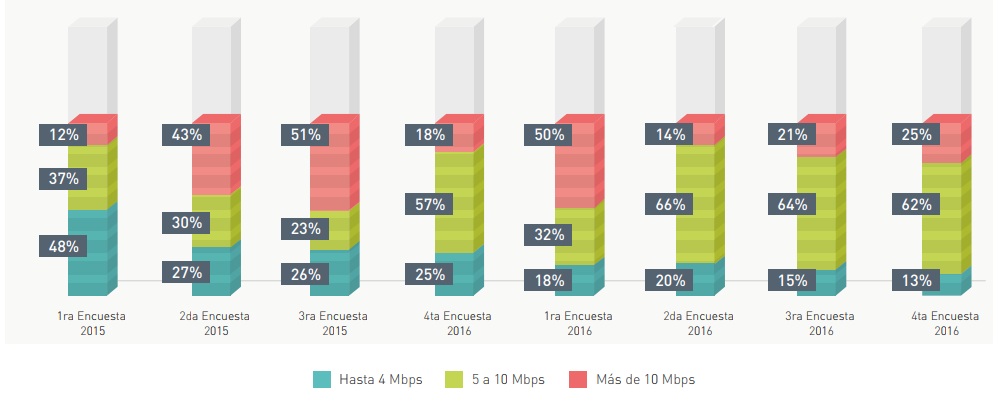 12% 43% 51% 18% 50% 14% 21% 25%
37% 30% 23% 57% 32% 66% 64% 62%
48% 27% 26% 25% 18% 20% 15% 13%
1ra Encuesta 2da Encuesta 3ra Encuesta 4ta Encuesta 1ra Encuesta 2da Encuesta 3ra Encuesta 4ta Encuesta
2015 2015 2015 2016 2016 2016 2016 2016
Hasta 4 Mbps 5 a 10 Mbps Más de 10 Mbps